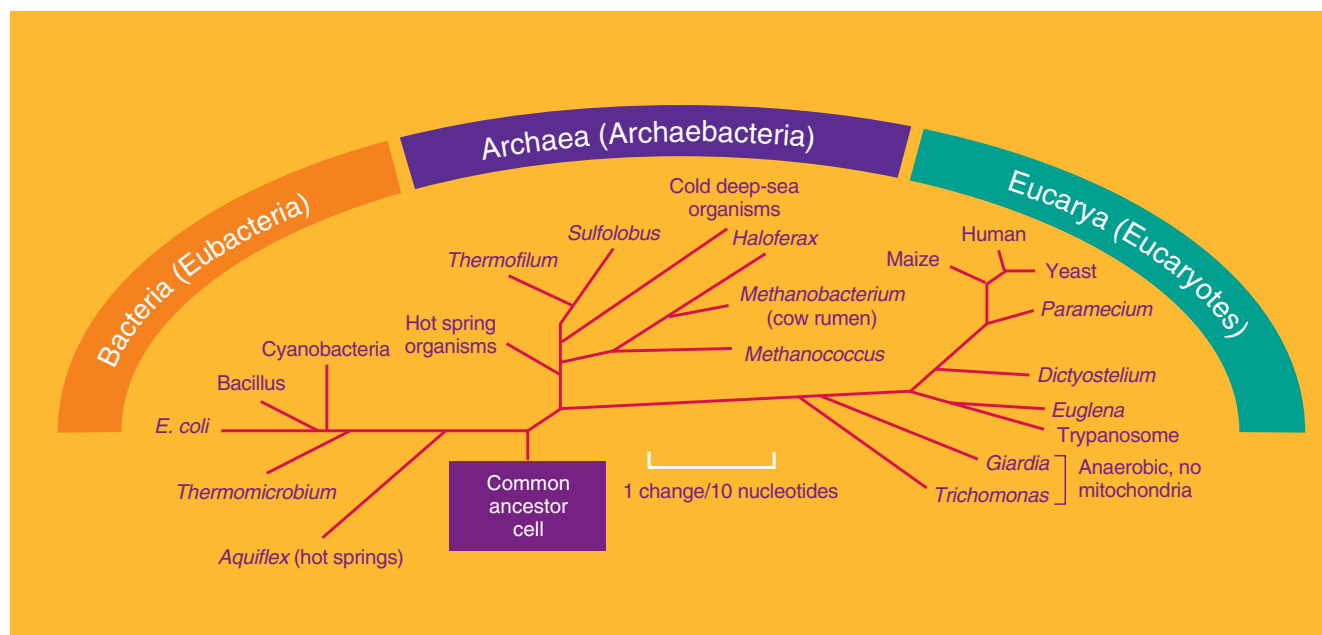 Bacteria (Eubacteria)
Archaea (Archaebacteria)
Eucarya (Eucaryotes)
Cold deep-sea
organisms
Sulfolobus
Haloferax
Thermofilum
Human
Maize
Yeast
Methanobacterium
(cow rumen)
Paramecium
Hot spring
organisms
Cyanobacteria
Methanococcus
Bacillus
Dictyostelium
E. coli
Euglena
Trypanosome
Thermomicrobium
Giardia
Trichomonas
Anaerobic, no
mitochondria
Common
ancestor
cell
1 change/10 nucleotides
Aquiflex (hot springs)